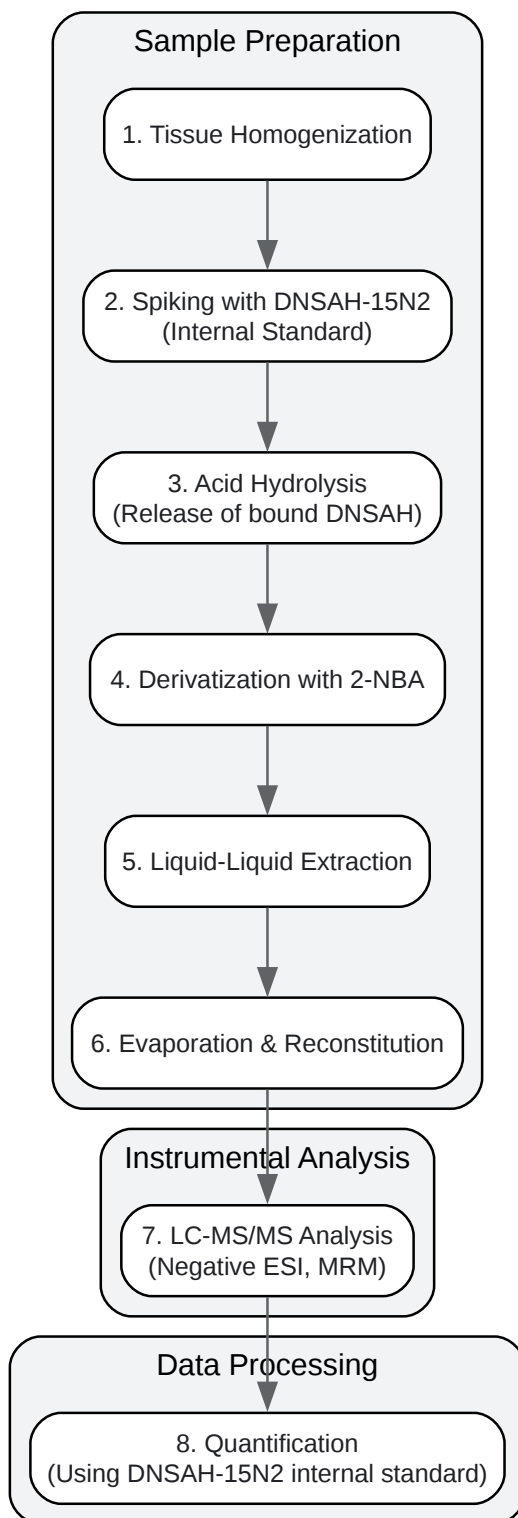 Sample Preparation
1. Tissue Homogenization
2. Spiking with DNSAH-15N2
(Internal Standard)
3. Acid Hydrolysis
(Release of bound DNSAH)
4. Derivatization with 2-NBA
5. Liquid-Liquid Extraction
6. Evaporation & Reconstitution
Instrumental Analysis
7. LC-MS/MS Analysis
(Negative ESI, MRM)
Data Processing
8. Quantification
(Using DNSAH-15N2 internal standard)